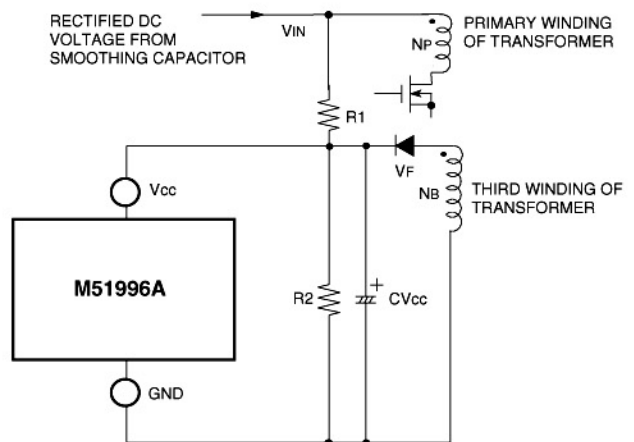 RECTIFIED DC
VOLTAGE FROM
SMOOTHING CAPACITOR
VIN
NP
PRIMARY WINDING
OF TRANSFORMER
R1
VF
NB
THIRD WINDING OF
TRANSFORMER
Vcc
M51996A
R2
+
CVcc
GND